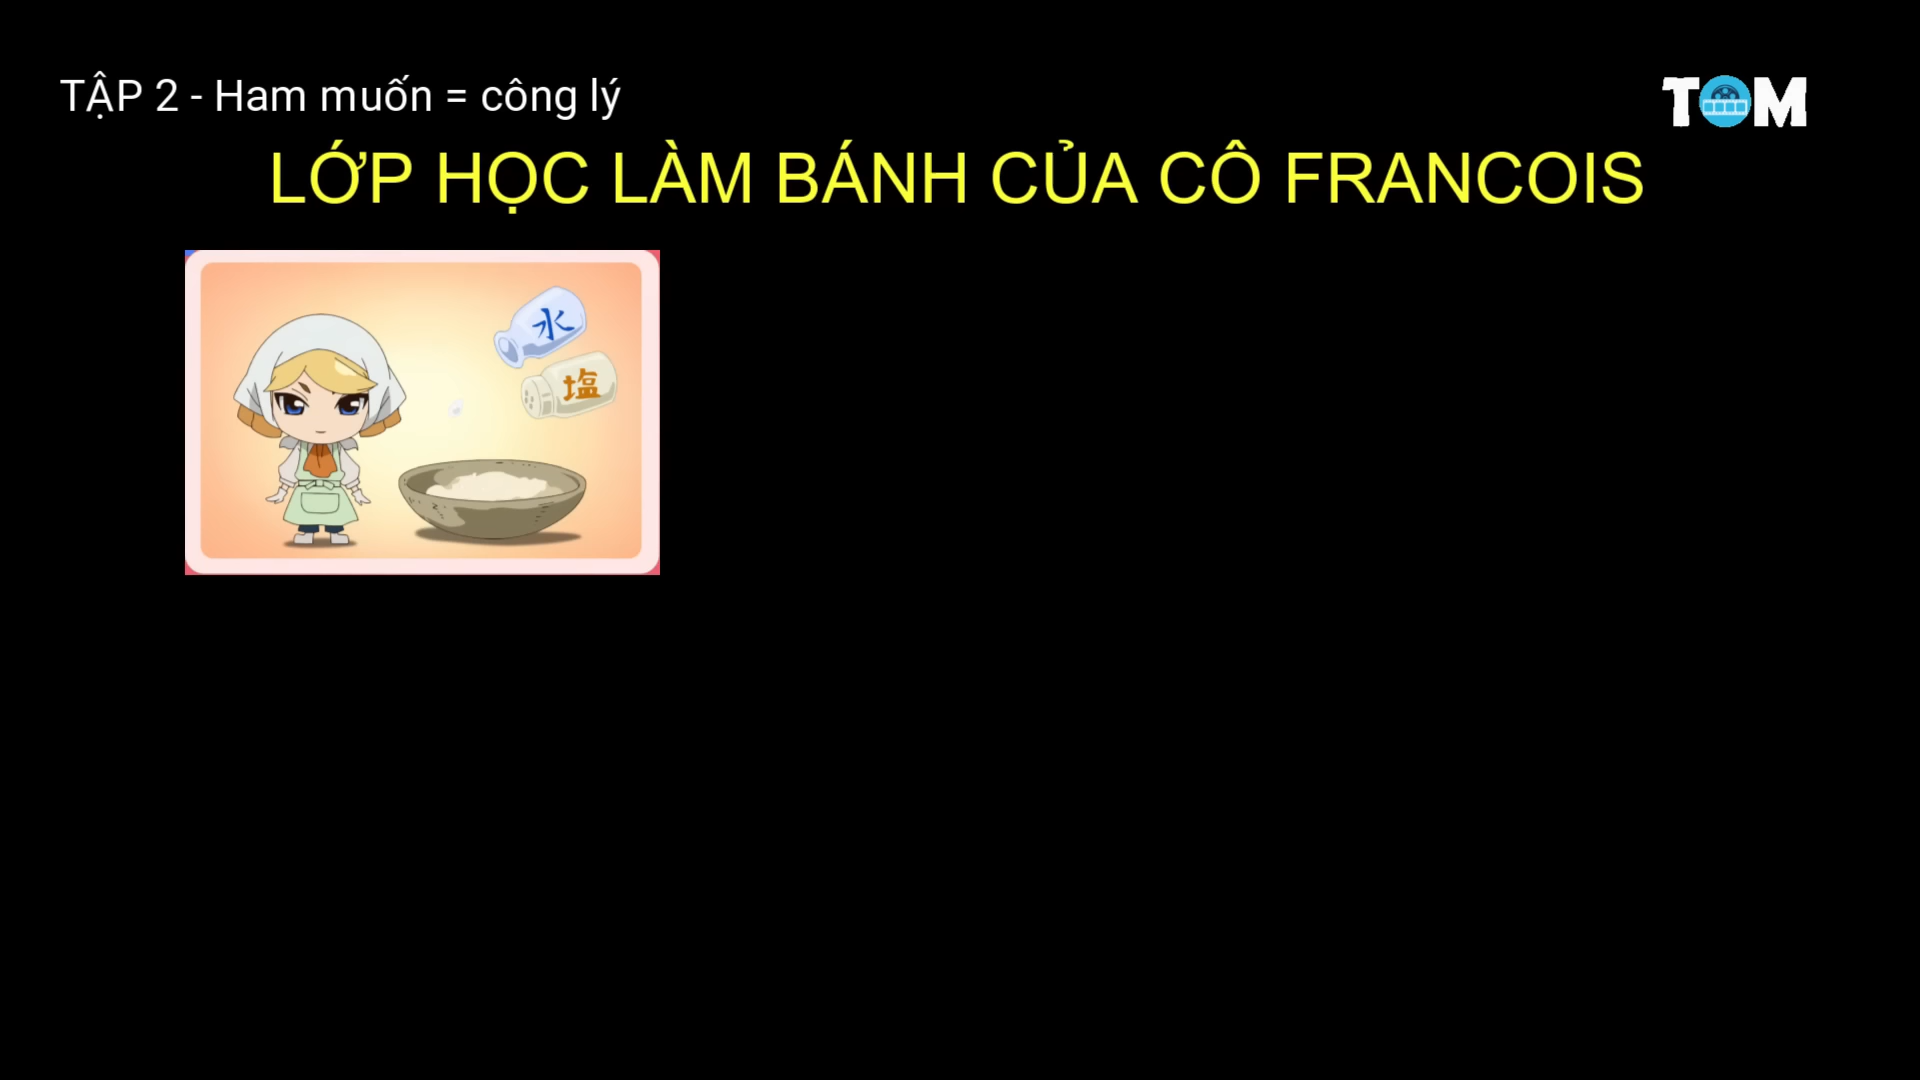 TẬP 2 - Ham muốn = công lý
TOM
LỚP HỌC LÀM BÁNH CỦA CÔ FRANCOIS
水
塩